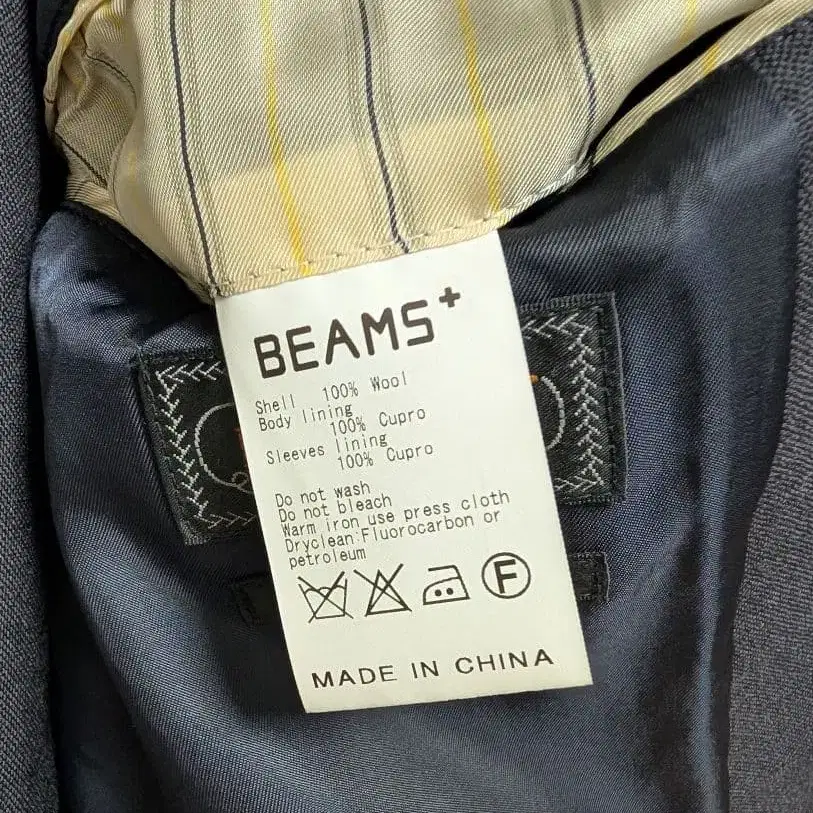 BEAMS+
Shell 100% Wool
Body lining
100% Cupro
Sleeves lining
100% Cupro
Do not wash
Do not bleach
Warm iron use press cloth
Dryclean:Fluorocarbon or
petroleum
F
MADE IN CHINA